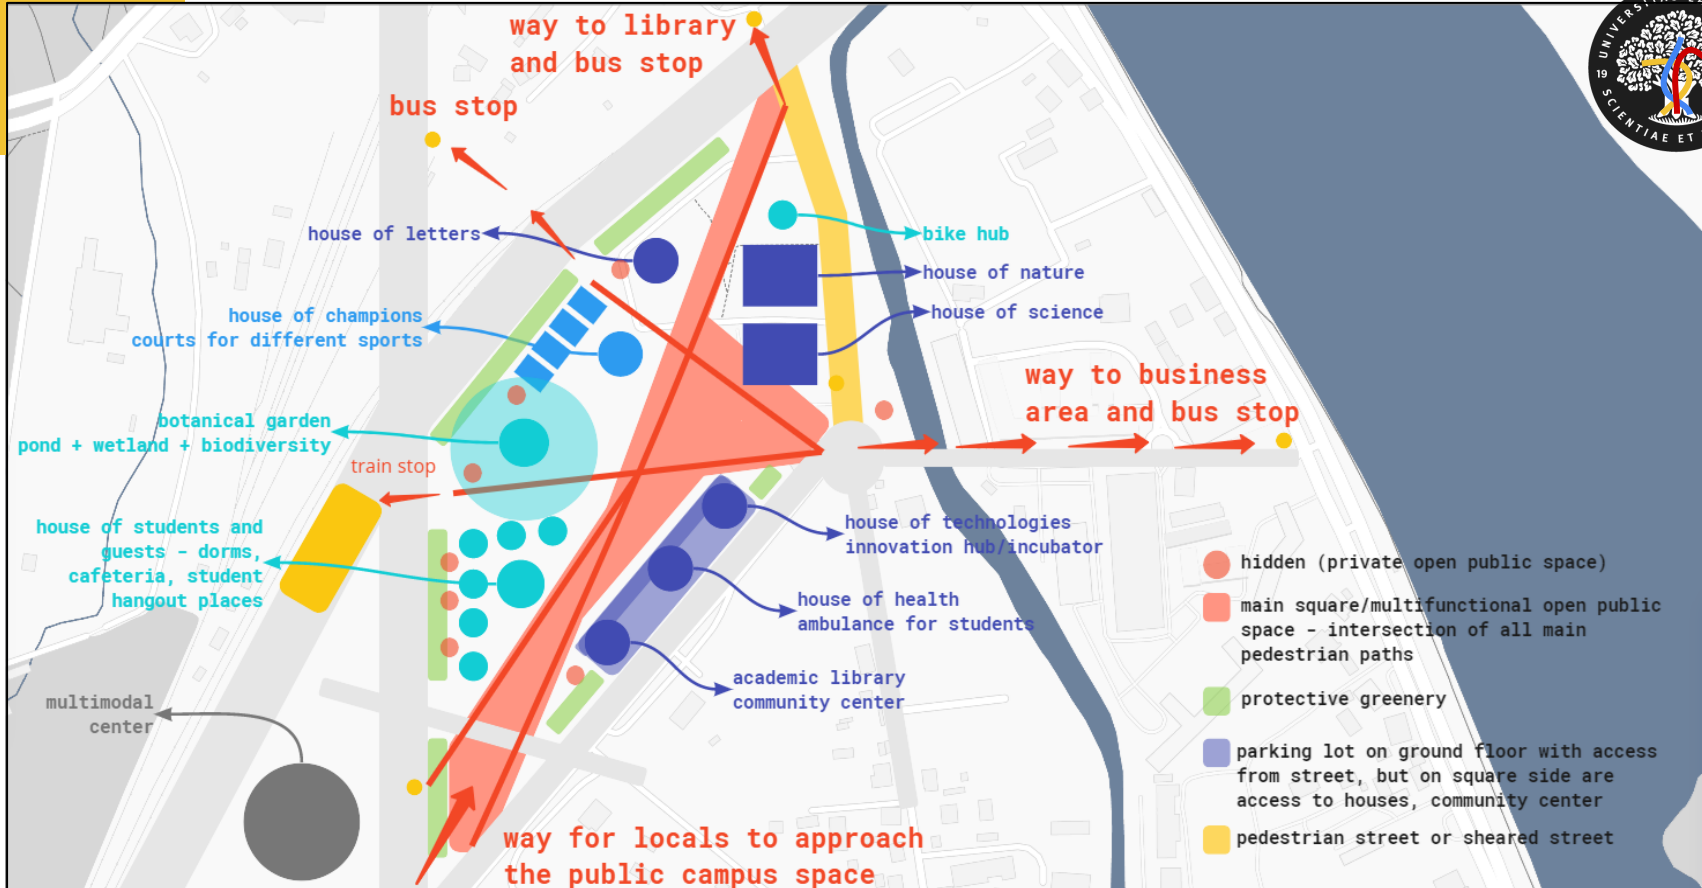 way to library
and bus stop
bus stop
house of letters
bike hub
house of nature
house of science
house of champions
courts for different sports
way to business
area and bus stop
botanical garden
pond + wetland + biodiversity
train stop
house of students and
guests - dorms,
cafeteria, student
hangout places
house of technologies
innovation hub/incubator
house of health
ambulance for students
academic library
community center
multimodal
center
way for locals to approach
the public campus space
hidden (private open public space)
main square/multifunctional open public
space - intersection of all main
pedestrian paths
protective greenery
parking lot on ground floor with access
from street, but on square side are
access to houses, community center
pedestrian street or sheared street
19
SCIENTIAE ET